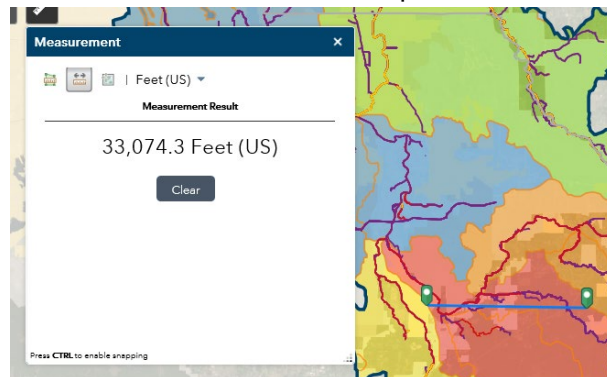 Measurement ×
| Feet (US)
Measurement Result
33,074.3 Feet (US)
Clear
Press CTRL to enable snapping